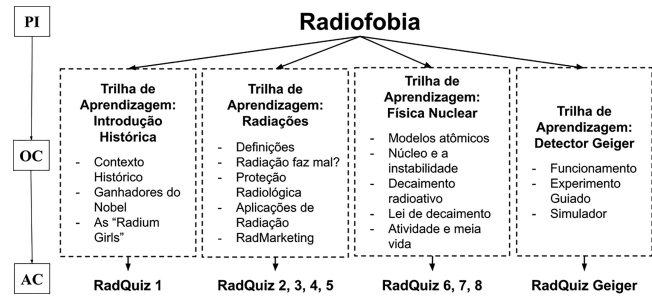 PI
Radiofobia
OC
Trilha de
Aprendizagem:
Introdução
Histórica
- Contexto
Histórico
- Ganhadores do
Nobel
- As “Radium
Girls”
Trilha de
Aprendizagem:
Radiações
- Definições
- Radiação faz mal?
- Proteção
Radiológica
- Aplicações de
Radiação
- RadMarketing
Trilha de
Aprendizagem:
Física Nuclear
- Modelos atômicos
- Núcleo e a
instabilidade
- Decaimento
radioativo
- Lei de decaimento
- Atividade e meia
vida
Trilha de
Aprendizagem:
Detector Geiger
- Funcionamento
- Experimento
Guiado
- Simulador
AC
RadQuiz 1
RadQuiz 2, 3, 4, 5
RadQuiz 6, 7, 8
RadQuiz Geiger